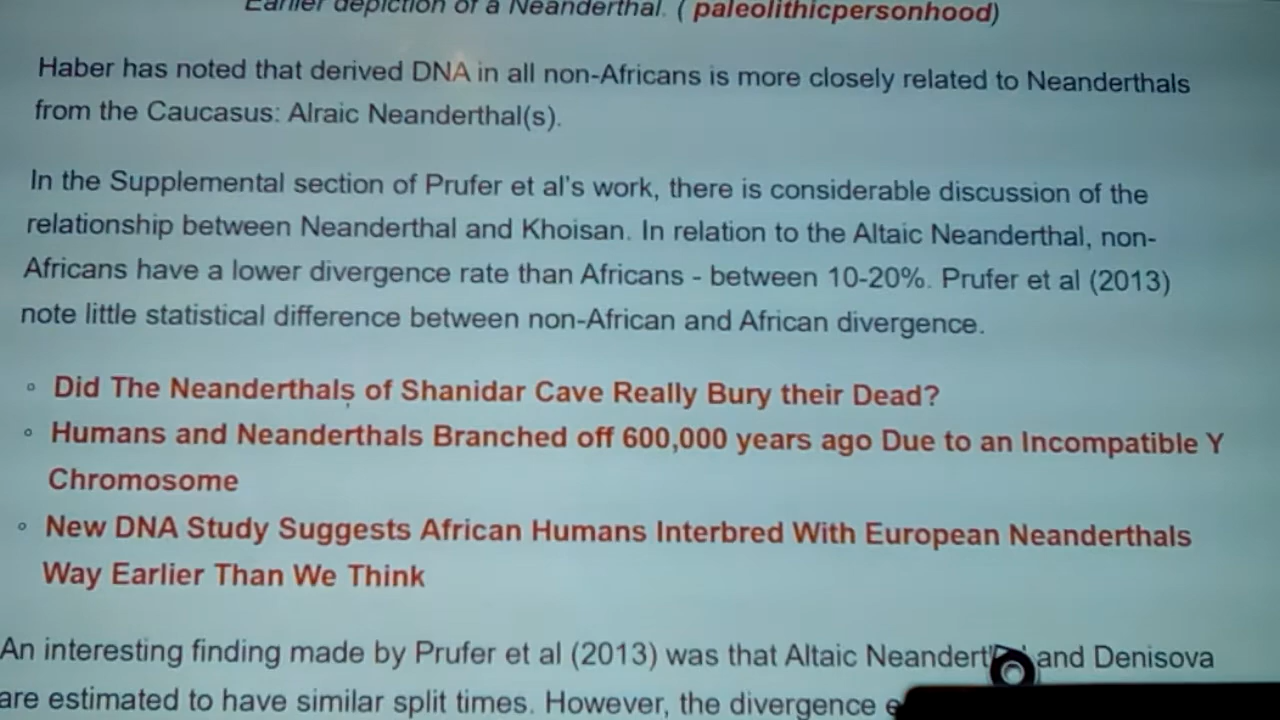 Earlier depiction of a Neanderthal. ( paleolithicpersonhood)
Haber has noted that derived DNA in all non-Africans is more closely related to Neanderthals
from the Caucasus: Alraic Neanderthal(s).
In the Supplemental section of Prufer et al's work, there is considerable discussion of the
relationship between Neanderthal and Khoisan. In relation to the Altaic Neanderthal, non-
Africans have a lower divergence rate than Africans - between 10-20%. Prufer et al (2013)
note little statistical difference between non-African and African divergence.
Did The Neanderthals of Shanidar Cave Really Bury their Dead?
Humans and Neanderthals Branched off 600,000 years ago Due to an Incompatible Y
Chromosome
New DNA Study Suggests African Humans Interbred With European Neanderthals
Way Earlier Than We Think
An interesting finding made by Prufer et al (2013) was that Altaic and Denisova
are estimated to have similar split times. However, the divergence